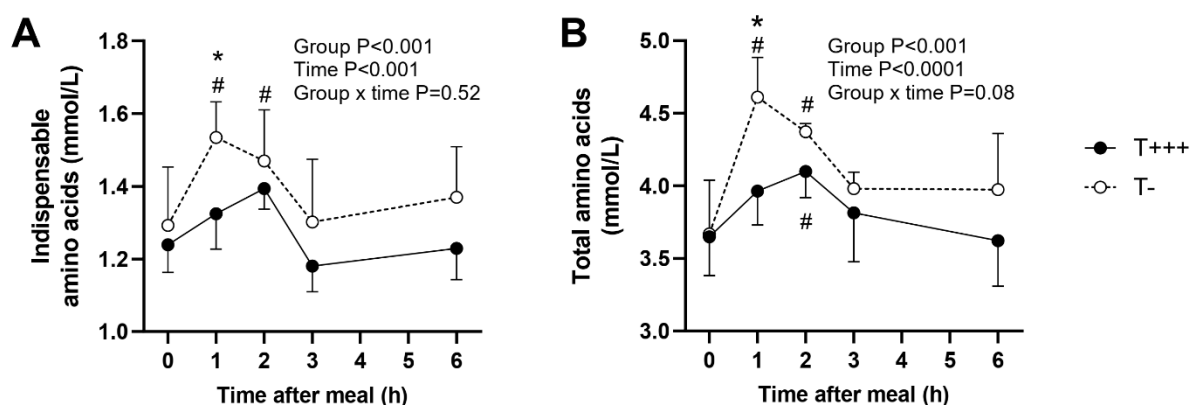 A
Indispensable
amino acids (mmol/L)
1.8
1.6
1.4
1.2
1.0
*
#
#
Group P<0.001
Time P<0.001
Group x time P=0.52
0 1 2 3 4 5 6
Time after meal (h)
B
Total amino acids
(mmol/L)
5.0
4.5
4.0
3.5
3.0
*
#
#
#
Group P<.001
Time P<0.0001
Group x time P=0.08
0 1 2 3 4 5 6
Time after meal (h)
T+++
T-